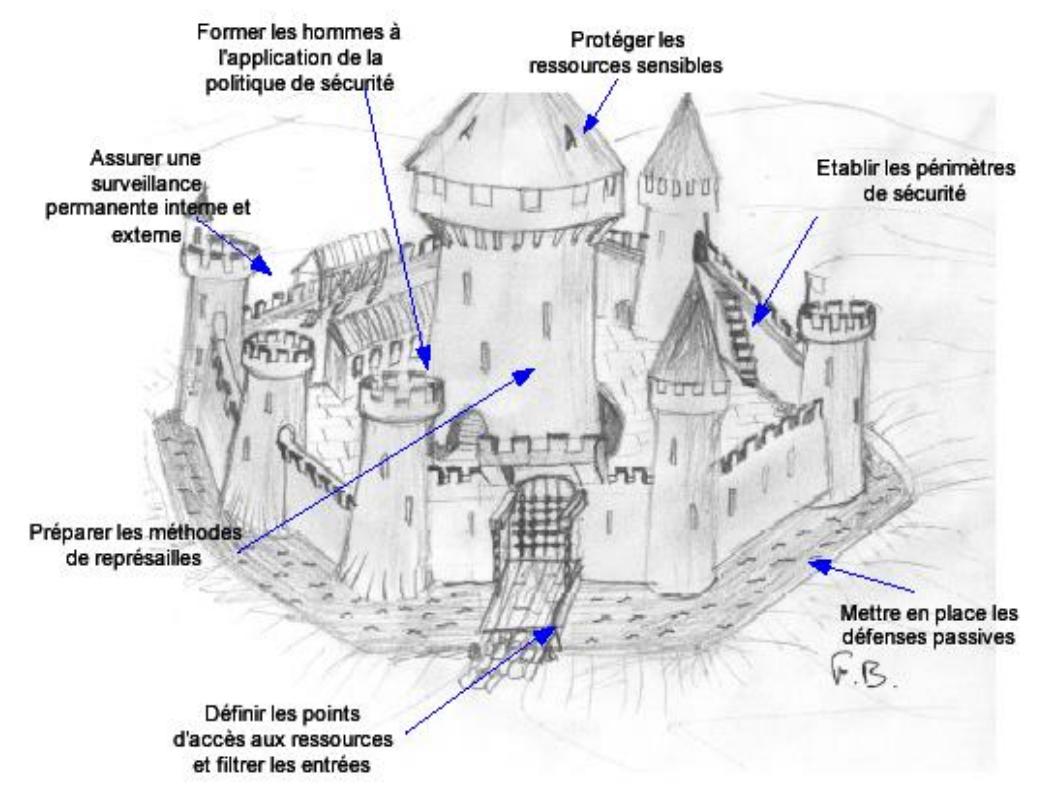 Former les hommes à
l'application de la
politique de sécurité
Protéger les
ressources sensibles
Assurer une
surveillance
permanente interne et
externe
Etablir les périmètres
de sécurité
Préparer les méthodes
de représailles
Mettre en place les
défenses passives
F.B.
Définir les points
d'accès aux ressources
et filtrer les entrées